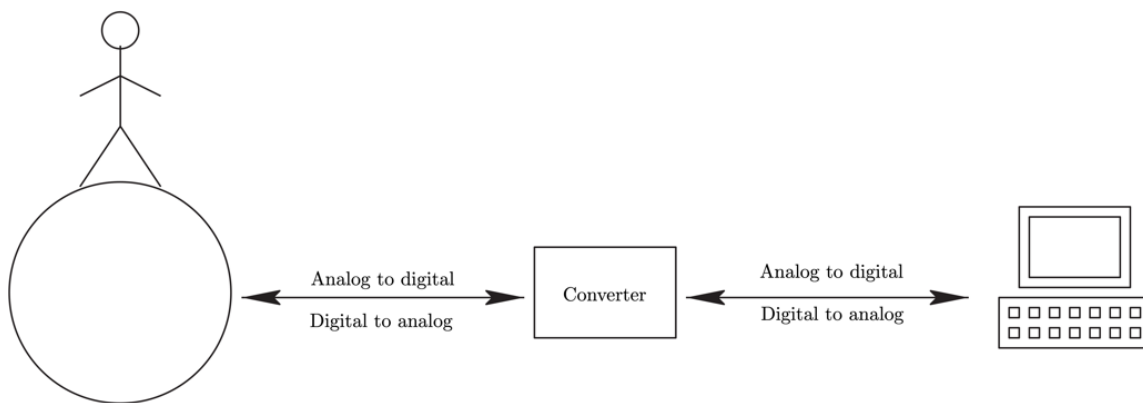 Analog to digital
Digital to analog
Converter
Analog to digital
Digital to analog